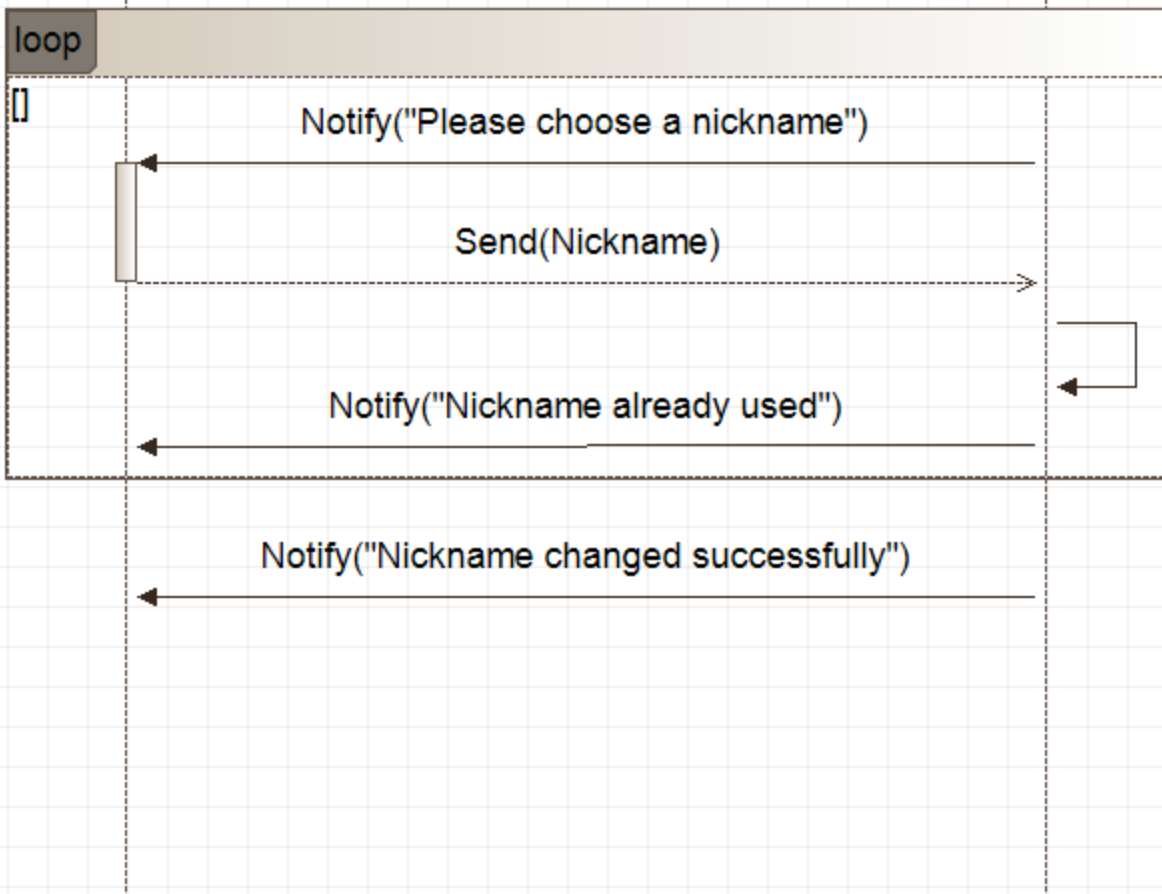 loop
[]
Notify("Please choose a nickname")
Send(Nickname)
Notify("Nickname already used")
Notify("Nickname changed successfully")